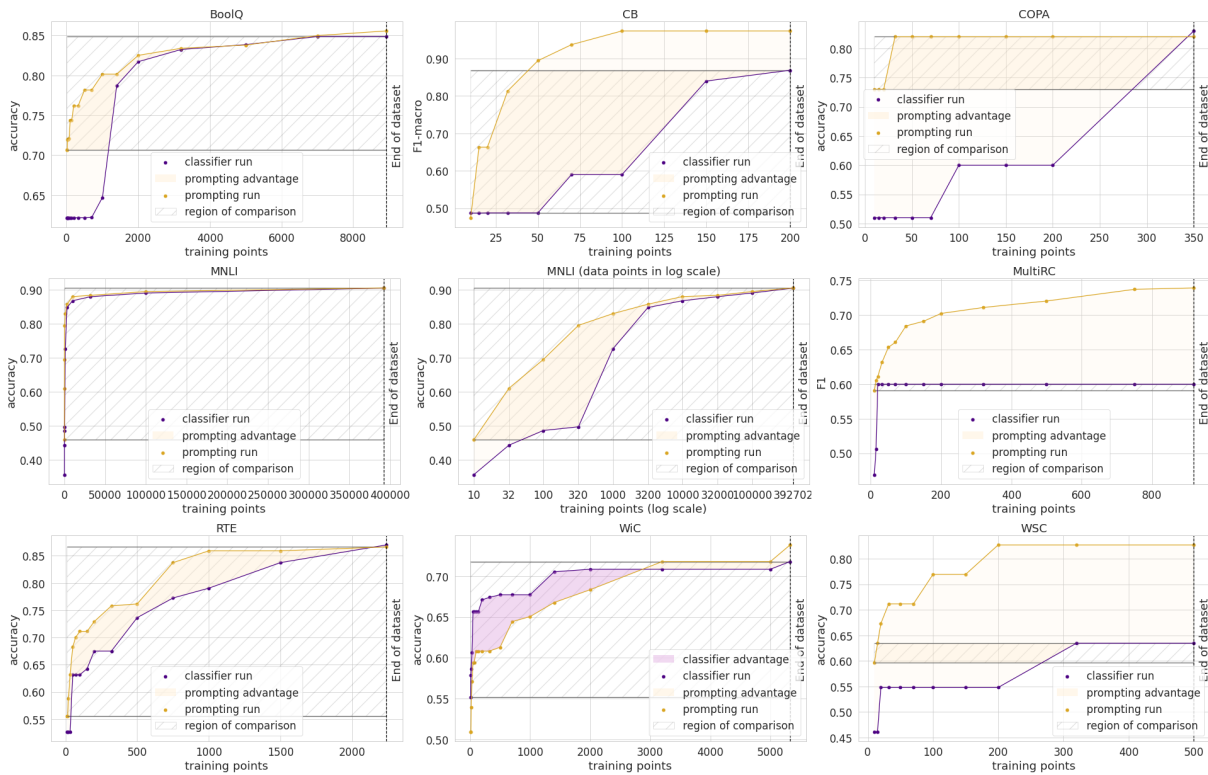 BoolQ
accuracy
0.85
0.80
0.75
0.70
0.65
classifier run
prompting advantage
prompting run
region of comparison
End of dataset
0 2000 4000 6000 8000
training points
CB
F1-macro
0.90
0.80
0.70
0.60
0.50
classifier run
prompting advantage
prompting run
region of comparison
End of dataset
25 50 75 100 125 150 175 200
training points
COPA
accuracy
0.80
0.75
0.70
0.65
0.60
0.55
0.50
classifier run
prompting advantage
prompting run
region of comparison
End of dataset
0 50 100 150 200 250 300 350
training points
MNLI
accuracy
0.90
0.80
0.70
0.60
0.50
0.40
classifier run
prompting advantage
prompting run
region of comparison
End of dataset
0 50000 100000 150000 200000 250000 300000 350000 400000
training points
MNLI (data points in log scale)
accuracy
0.90
0.80
0.70
0.60
0.50
0.40
classifier run
prompting advantage
prompting run
region of comparison
End of dataset
10 32 100 320 1000 3200 10000 32000 100000 392702
training points (log scale)
MultiRC
F1
0.75
0.70
0.65
0.60
0.55
0.50
classifier run
prompting advantage
prompting run
region of comparison
End of dataset
0 200 400 600 800
training points
RTE
accuracy
0.85
0.80
0.75
0.70
0.65
0.60
0.55
classifier run
prompting advantage
prompting run
region of comparison
End of dataset
0 500 1000 1500 2000
training points
WiC
accuracy
0.70
0.65
0.60
0.55
0.50
classifier advantage
classifier run
prompting advantage
prompting run
region of comparison
End of dataset
0 1000 2000 3000 4000 5000
training points
WSC
accuracy
0.80
0.75
0.70
0.65
0.60
0.55
0.50
0.45
classifier run
prompting advantage
prompting run
region of comparison
End of dataset
0 100 200 300 400 500
training points